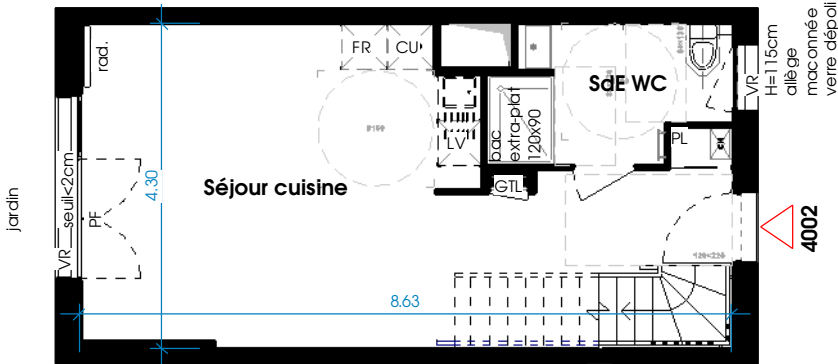 rad.
FR
CU
SdE WC
VR
H=115cm
allège
maconnée
verre dépoli
bac
extra-plat
120x90
LV
PL
GTL
Séjour cuisine
4.30
jardin
VR
seuil<2cm
PF
4002
8.63